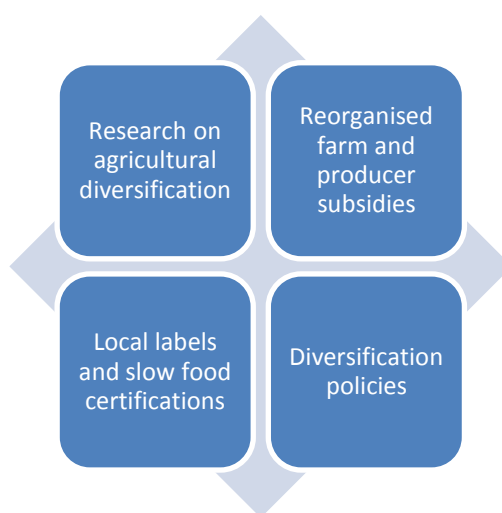 Research on
agricultural
diversification
Reorganised
farm and
producer
subsidies
Local labels
and slow food
certifications
Diversification
policies